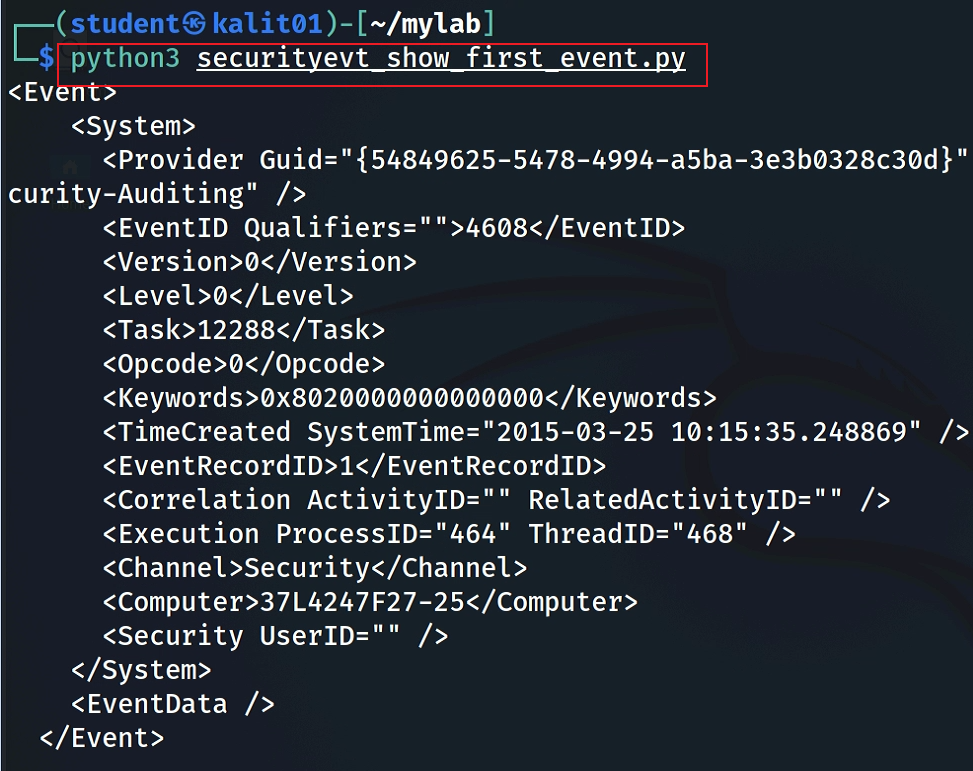 (student㉿kalit01)-[~/mylab]
$ python3 securityevt_show_first_event.py
<Event>
<System>
<Provider Guid="{54849625-5478-4994-a5ba-3e3b0328c30d}"
curity-Auditing" />
<EventID Qualifiers="">4608</EventID>
<Version>0</Version>
<Level>0</Level>
<Task>12288</Task>
<Opcode>0</Opcode>
<Keywords>0x8020000000000000</Keywords>
<TimeCreated SystemTime="2015-03-25 10:15:35.248869" />
<EventRecordID>1</EventRecordID>
<Correlation ActivityID="" RelatedActivityID="" />
<Execution ProcessID="464" ThreadID="468" />
<Channel>Security</Channel>
<Computer>37L4247F27-25</Computer>
<Security UserID="" />
</System>
<EventData />
</Event>